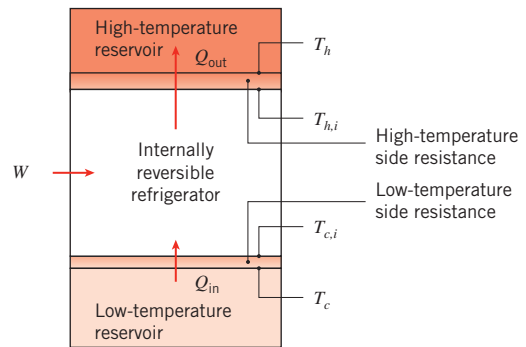 High-temperature
reservoir
Q_out
T_h
T_h,i
High-temperature
side resistance
W
Internally
reversible
refrigerator
Low-temperature
side resistance
T_c,i
Q_in
T_c
Low-temperature
reservoir